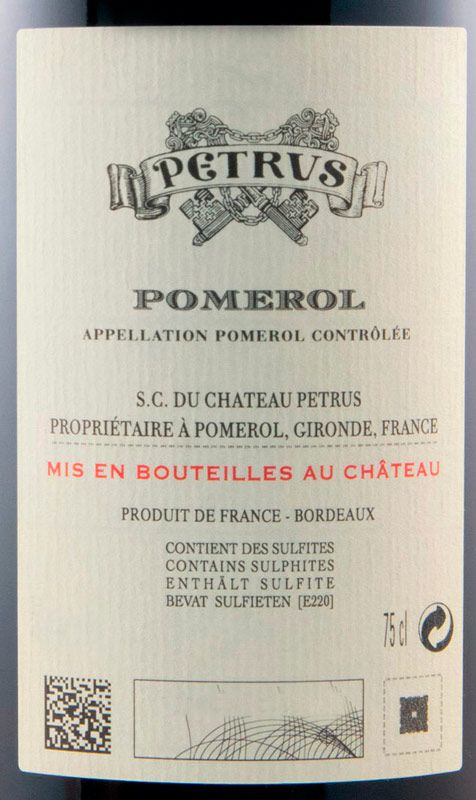 PETRVS
POMEROL
APPELLATION POMEROL CONTRÔLÉE
S.C. DU CHATEAU PETRUS
PROPRIÉTAIRE À POMEROL, GIRONDE, FRANCE
MIS EN BOUTEILLES AU CHÂTEAU
PRODUIT DE FRANCE - BORDEAUX
CONTIENT DES SULFITES
CONTAINS SULPHITES
ENTHÄLT SULFITE
BEVAT SULFIETEN [E220]
75 cl